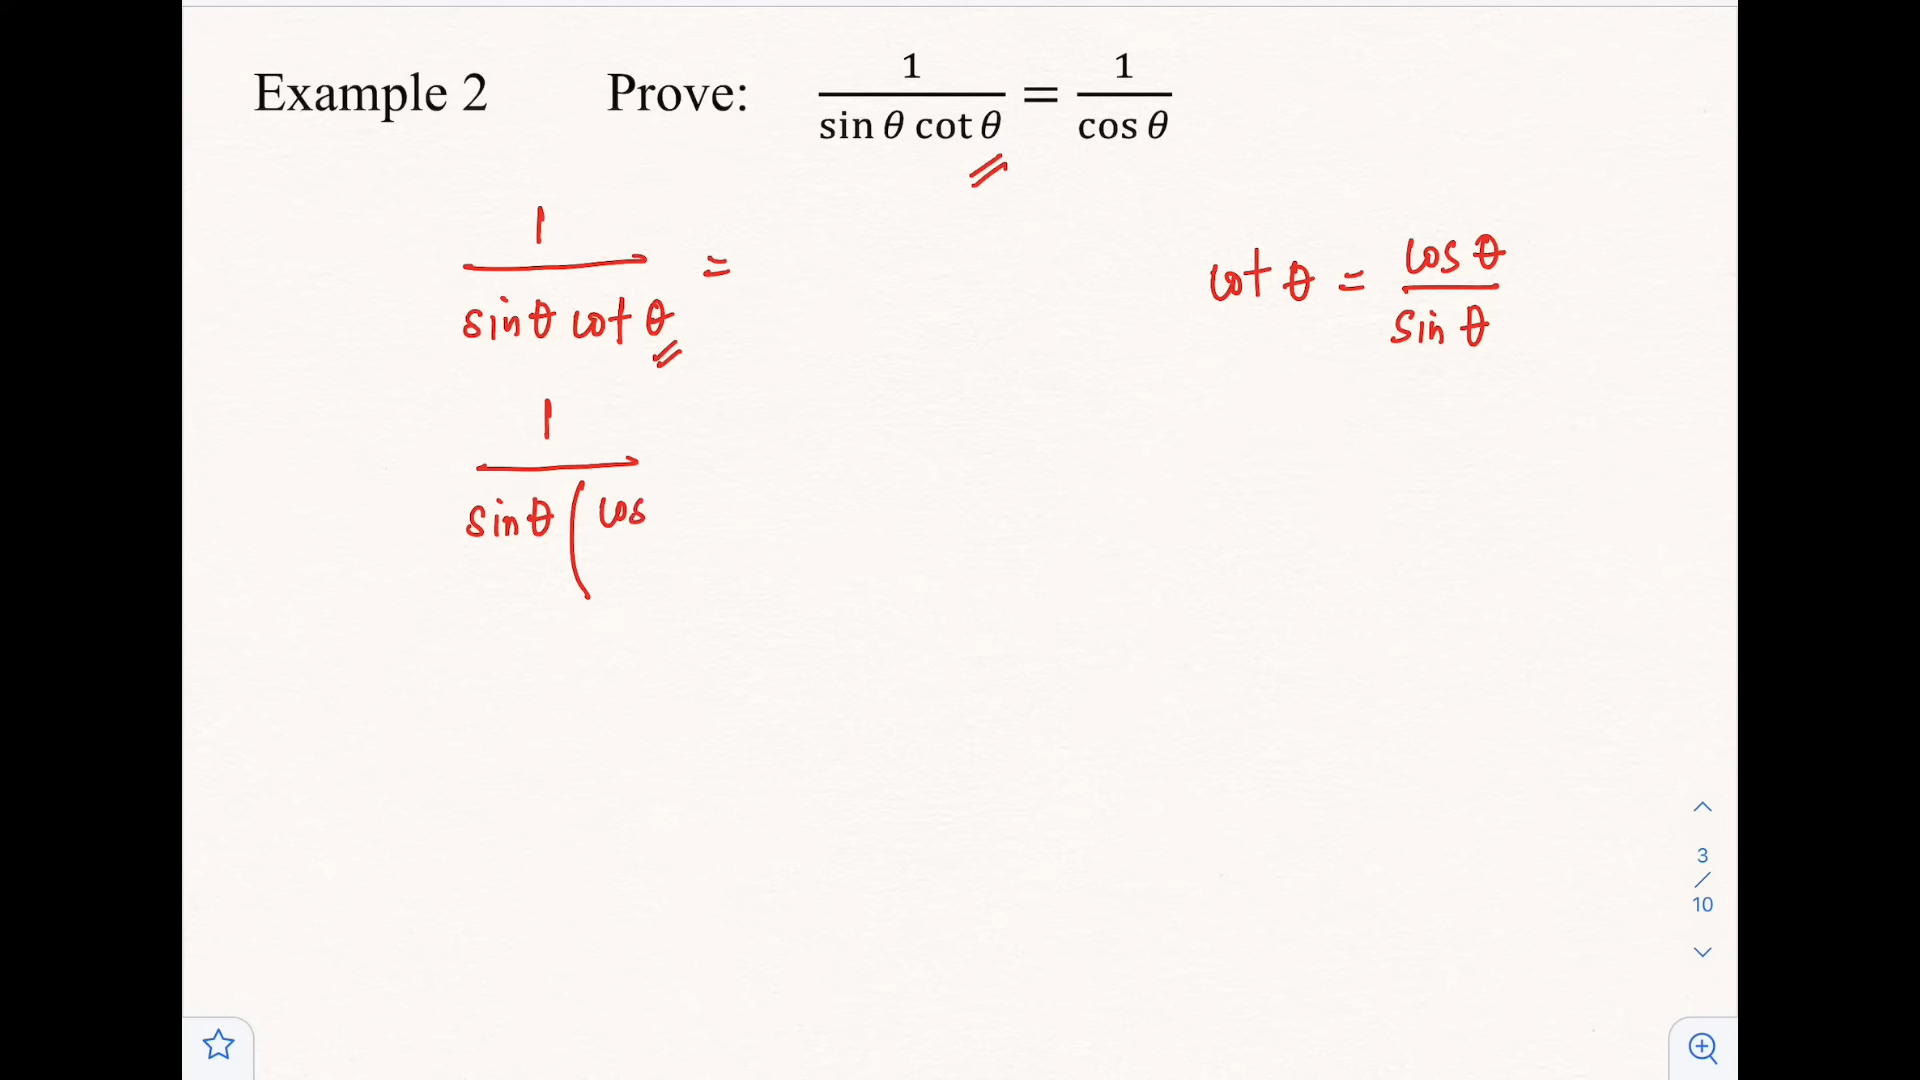 Example 2 Prove: 1/(sin θ cot θ) = 1/(cos θ)
1/(sin θ cot θ) =
cot θ = cos θ/sin θ
1/(sin θ (cos
3
/
10